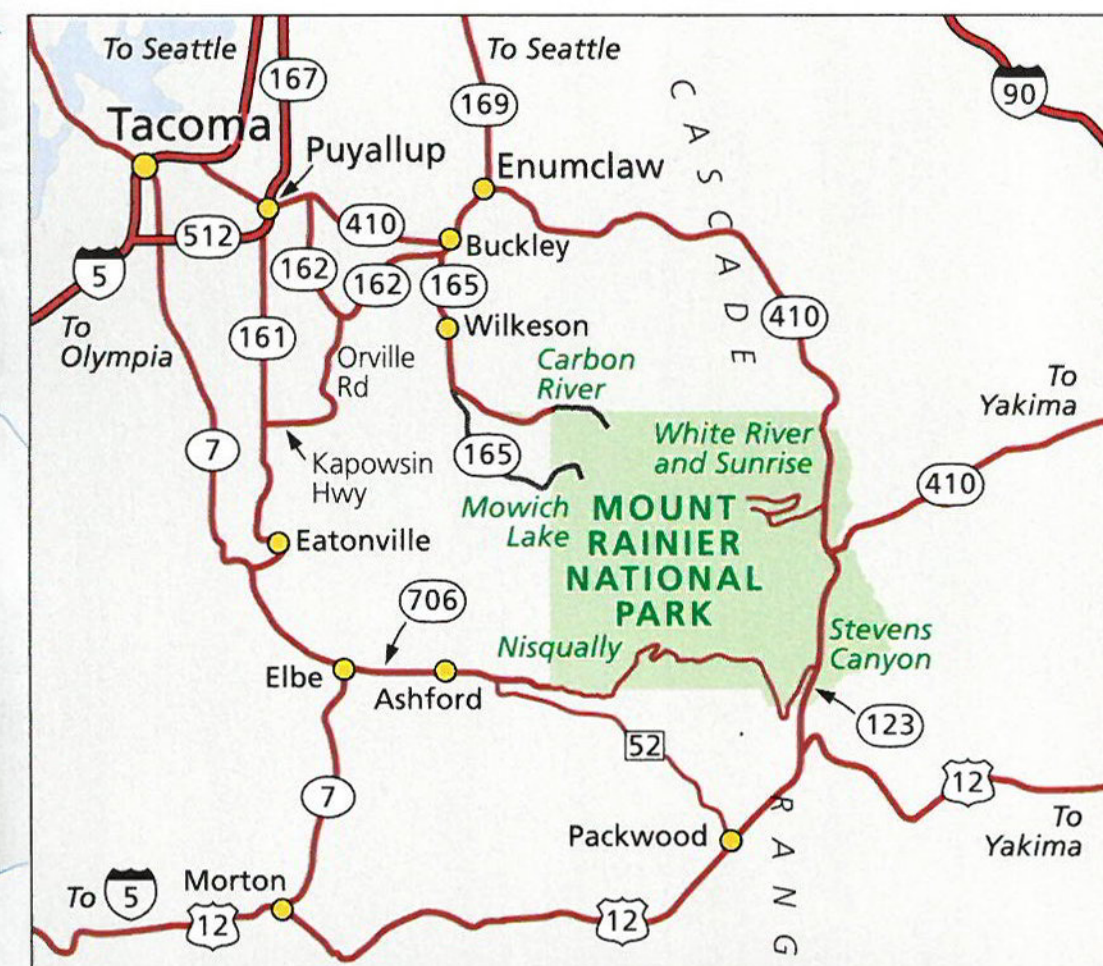 To Seattle
167
To Seattle
169
90
CASCADE
Tacoma
Puyallup
Enumclaw
512
410
Buckley
5
162
162
165
To
Olympia
161
Wilkeson
410
Orville
Rd
Carbon
River
To
Yakima
7
Kapowsin
Hwy
165
White River
and Sunrise
410
Mowich
Lake
MOUNT
RAINIER
NATIONAL
PARK
Eatonville
706
Nisqually
Stevens
Canyon
Elbe
Ashford
123
52
7
12
To
Yakima
Packwood
RANG
Morton
To 5
12
12